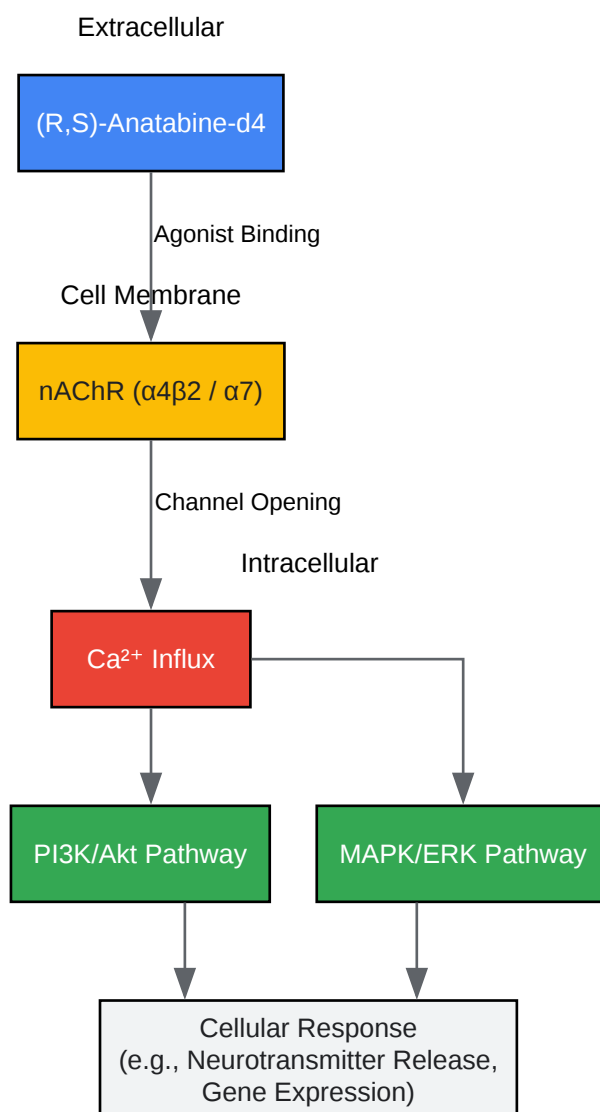 Extracellular
(R,S)-Anatabine-d4
Agonist Binding
Cell Membrane
nAChR (α4β2 / α7)
Channel Opening
Intracellular
Ca²⁺ Influx
PI3K/Akt Pathway
MAPK/ERK Pathway
Cellular Response
(e.g., Neurotransmitter Release,
Gene Expression)